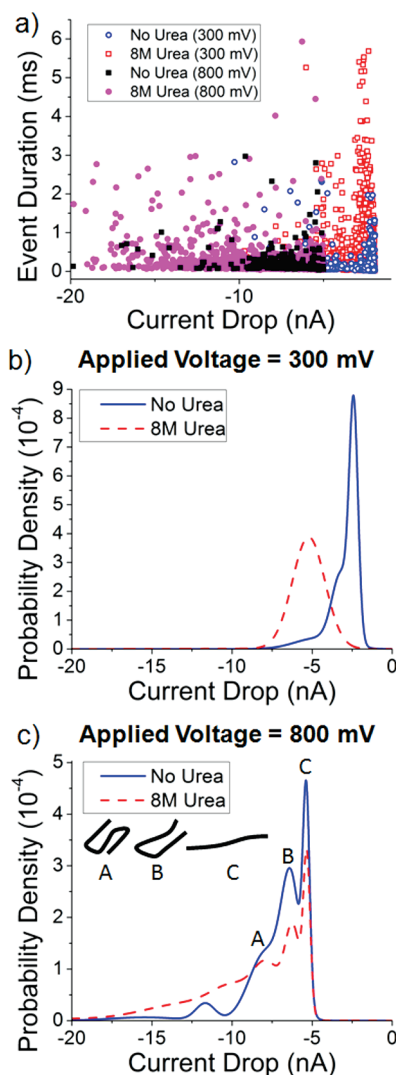 a)
No Urea (300 mV)
8M Urea (300 mV)
No Urea (800 mV)
8M Urea (800 mV)
Event Duration (ms)
6
5
4
3
2
1
0
-20 -10
Current Drop (nA)
b) Applied Voltage = 300 mV
No Urea
8M Urea
Probability Density (10⁻⁴)
9
8
7
6
5
4
3
2
1
0
-20 -15 -10 -5 0
Current Drop (nA)
c) Applied Voltage = 800 mV
No Urea
8M Urea
A B C
A
B
C
Probability Density (10⁻⁴)
5
4
3
2
1
0
-20 -15 -10 -5 0
Current Drop (nA)